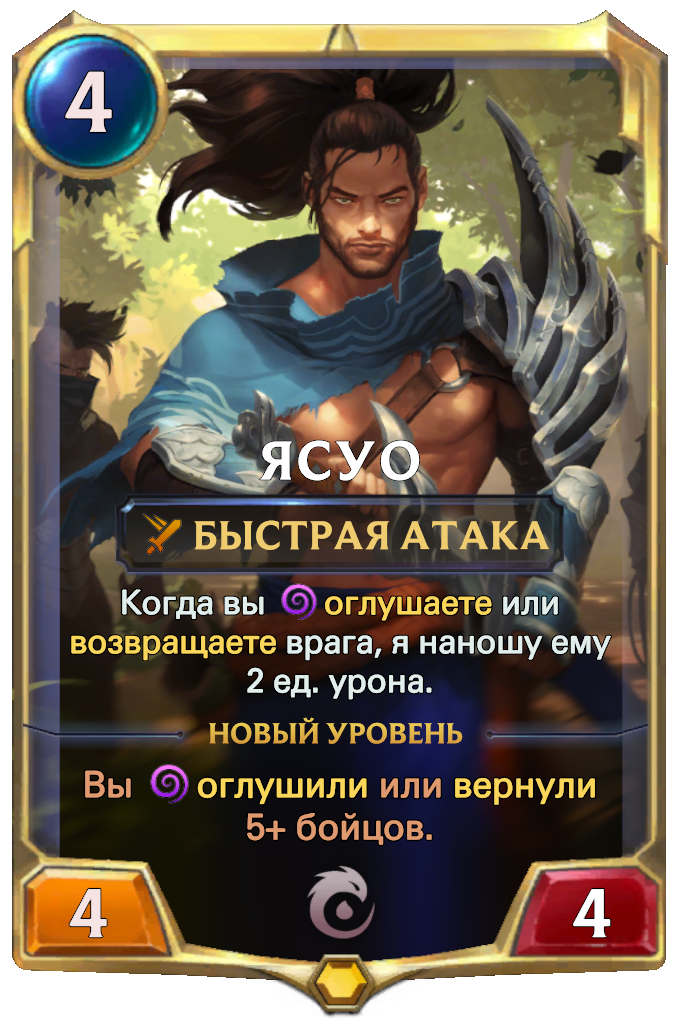 4
ЯСУО
БЫСТРАЯ АТАКА
Когда вы оглушаете или
возвращаете врага, я наношу ему
2 ед. урона.
НОВЫЙ УРОВЕНЬ
Вы оглушили или вернули
5+ бойцов.
4
4